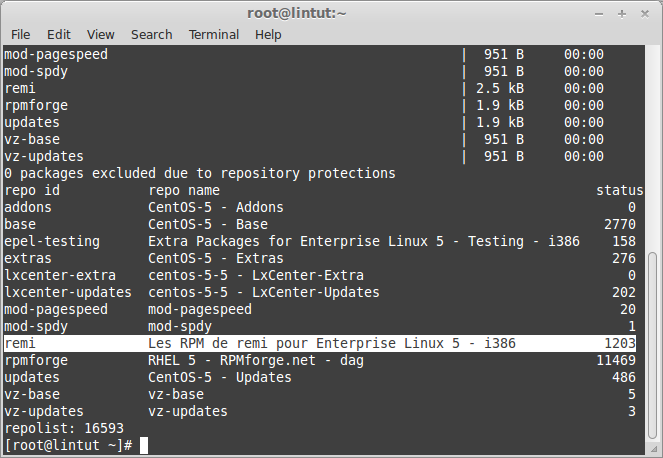 root@lintut:~
File Edit View Search Terminal Help
mod-pagespeed | 951 B 00:00
mod-spdy | 951 B 00:00
remi | 2.5 kB 00:00
rpmforge | 1.9 kB 00:00
updates | 1.9 kB 00:00
vz-base | 951 B 00:00
vz-updates | 951 B 00:00
0 packages excluded due to repository protections
repo id repo name status
addons CentOS-5 - Addons 0
base CentOS-5 - Base 2770
epel-testing Extra Packages for Enterprise Linux 5 - Testing - i386 158
extras CentOS-5 - Extras 276
lxcenter-extra centos-5-5 - LxCenter-Extra 0
lxcenter-updates centos-5-5 - LxCenter-Updates 202
mod-pagespeed mod-pagespeed 20
mod-spdy mod-spdy 1
remi Les RPM de remi pour Enterprise Linux 5 - i386 1203
rpmforge RHEL 5 - RPMforge.net - dag 11469
updates CentOS-5 - Updates 486
vz-base vz-base 5
vz-updates vz-updates 3
repolist: 16593
[root@lintut ~]#